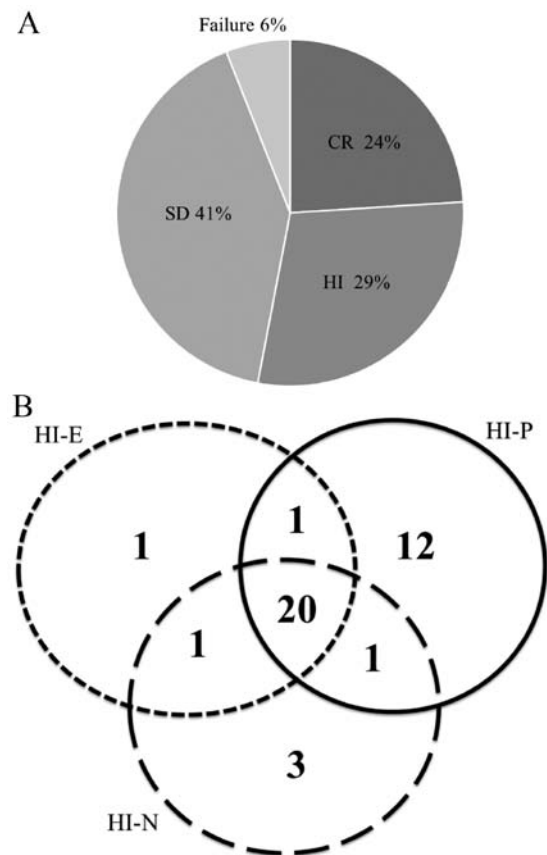 A
Failure 6%
CR 24%
SD 41%
HI 29%
B
HI-E
HI-P
1
1
12
20
1
1
3
HI-N